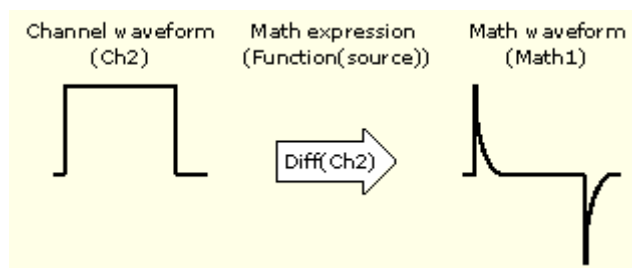 Channel waveform
(Ch2)
Math expression
(Function(source))
Math waveform
(Math1)
Diff(Ch2)